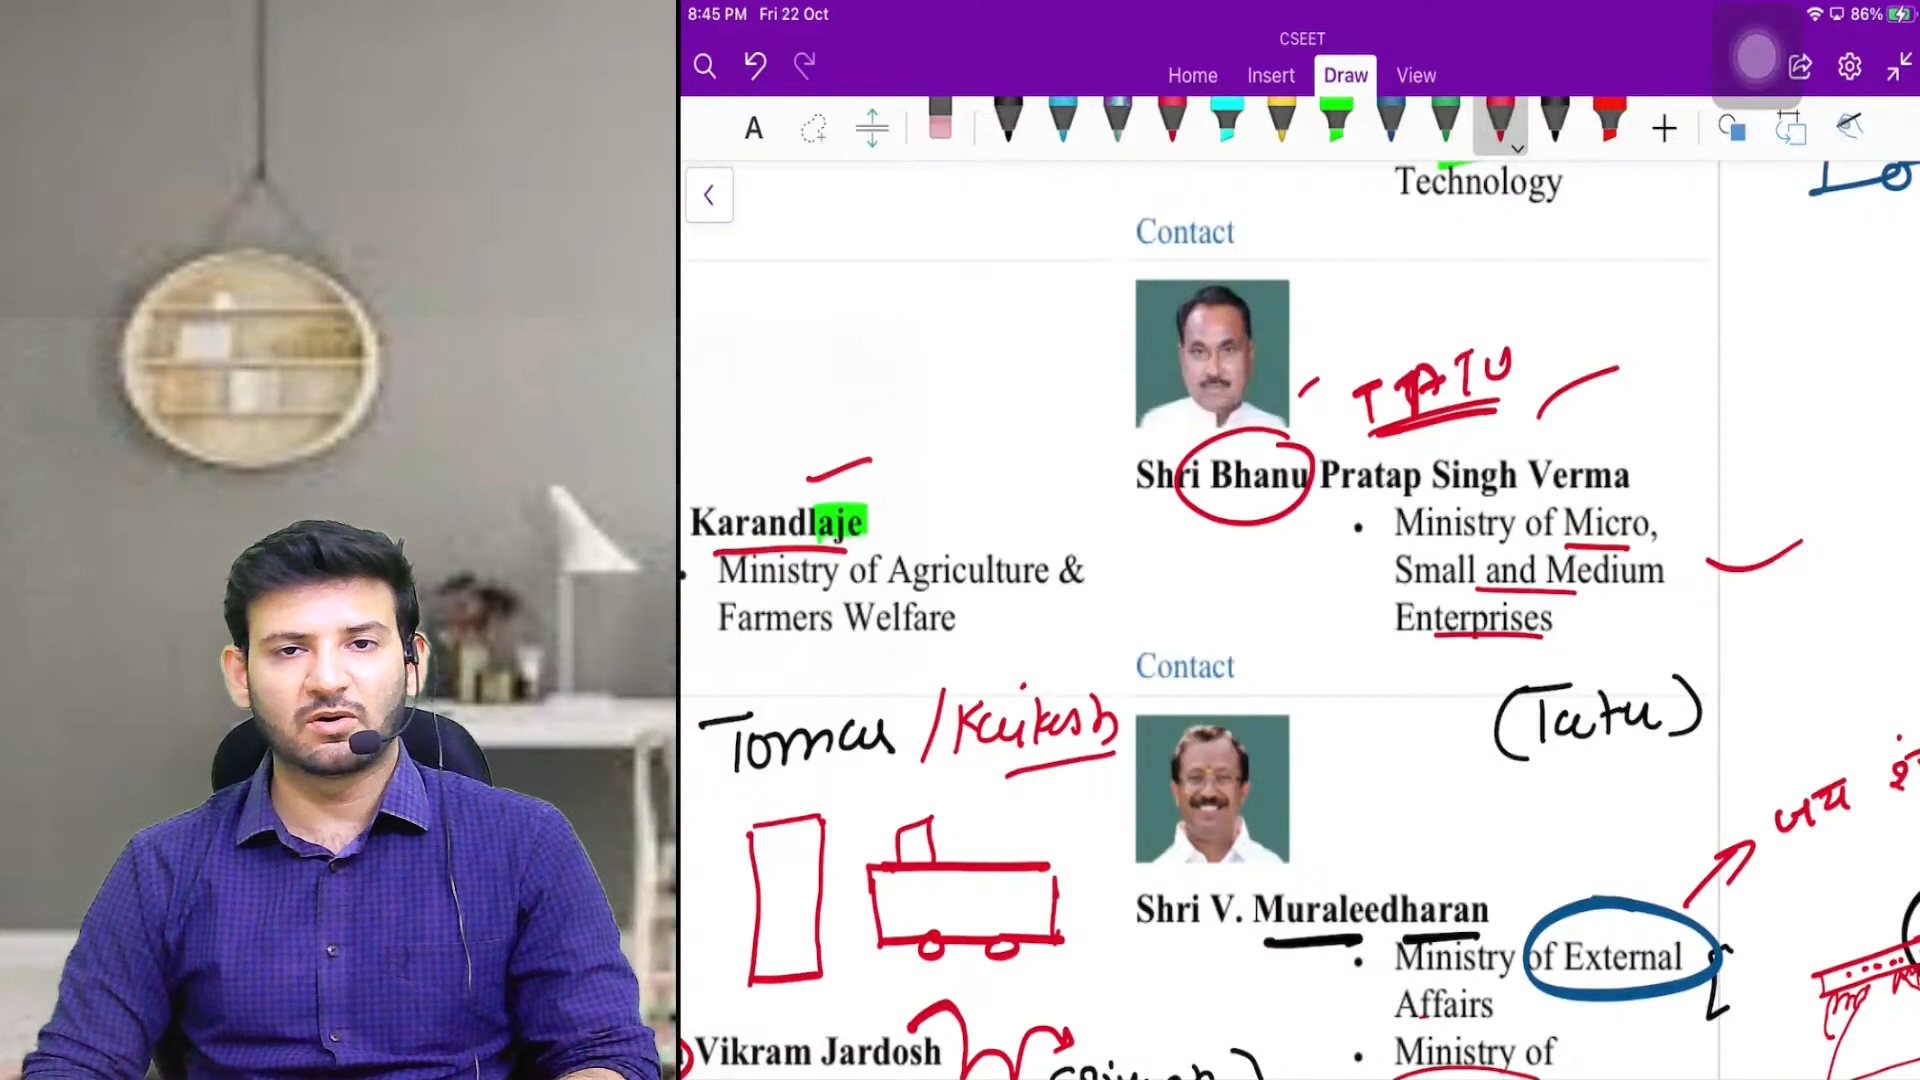 8:45 PM Fri 22 Oct
86%
CSEET
Home Insert Draw View
A
Technology
Contact
TATU
Shri Bhanu Pratap Singh Verma
Karandlaje
• Ministry of Micro,
Small and Medium
Enterprises
• Ministry of Agriculture &
Farmers Welfare
Contact
Tomar
(Tatu)
जय
Shri V. Muraleedharan
• Ministry of External
Affairs
Vikram Jardosh
• Ministry of